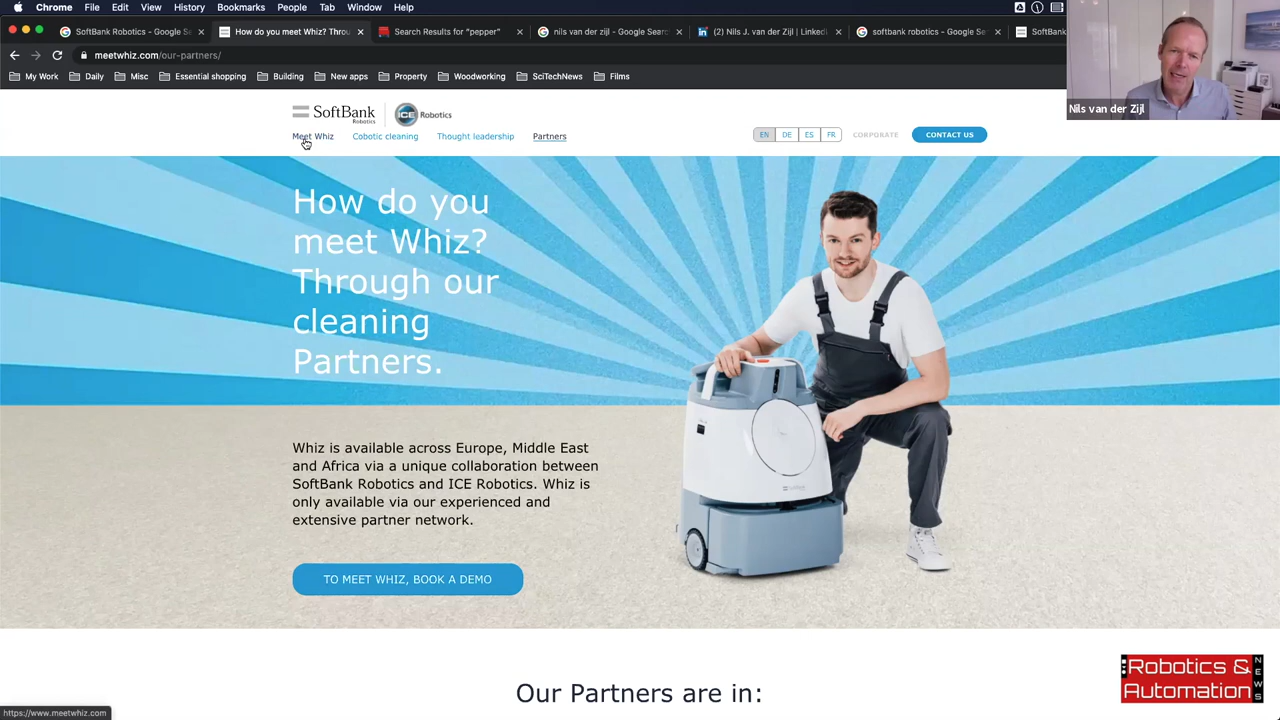 Chrome File Edit View History Bookmarks People Tab Window Help
SoftBank Robotics - Google Se
How do you meet Whiz? Throu
Search Results for "pepper"
nils van der zijl - Google Searc
(2) Nils J. van der Zijl | LinkedI
softbank robotics - Google Se
SoftBank
meetwhiz.com/our-partners/
My Work Daily Misc Essential shopping Building New apps Property Woodworking SciTechNews Films
Nils van der Zijl
SoftBank Robotics ICE Robotics
Meet Whiz Cobotic cleaning Thought leadership Partners
EN DE ES FR CORPORATE CONTACT US
How do you
meet Whiz?
Through our
cleaning
Partners.
Whiz is available across Europe, Middle East
and Africa via a unique collaboration between
SoftBank Robotics and ICE Robotics. Whiz is
only available via our experienced and
extensive partner network.
TO MEET WHIZ, BOOK A DEMO
Our Partners are in:
Robotics &
Automation
NEWS
https://www.meetwhiz.com